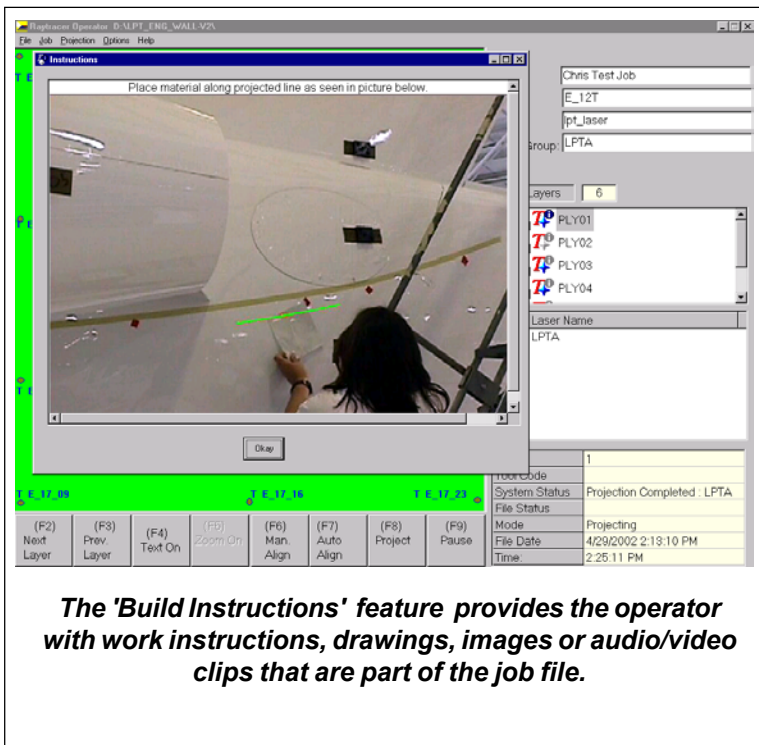 Raytracer Operator D:\LPT_ENG_WALL-V2\
File Job Projection Options Help
Instructions
Place material along projected line as seen in picture below.
Chris Test Job
E_12T
lpt_laser
Group: LPTA
Layers 6
PLY01
PLY02
PLY03
PLY04
Laser Name
LPTA
Okay
T E
T E
T E
T E_17_09 T E_17_16 T E_17_23
1
Tool Code
System Status Projection Completed : LPTA
File Status
Mode Projecting
File Date 4/29/2002 2:13:10 PM
Time: 2:25:11 PM
(F2) Next Layer
(F3) Prev. Layer
(F4) Text On
(F5) Zoom On
(F6) Man. Align
(F7) Auto Align
(F8) Project
(F9) Pause
The 'Build Instructions' feature provides the operator
with work instructions, drawings, images or audio/video
clips that are part of the job file.